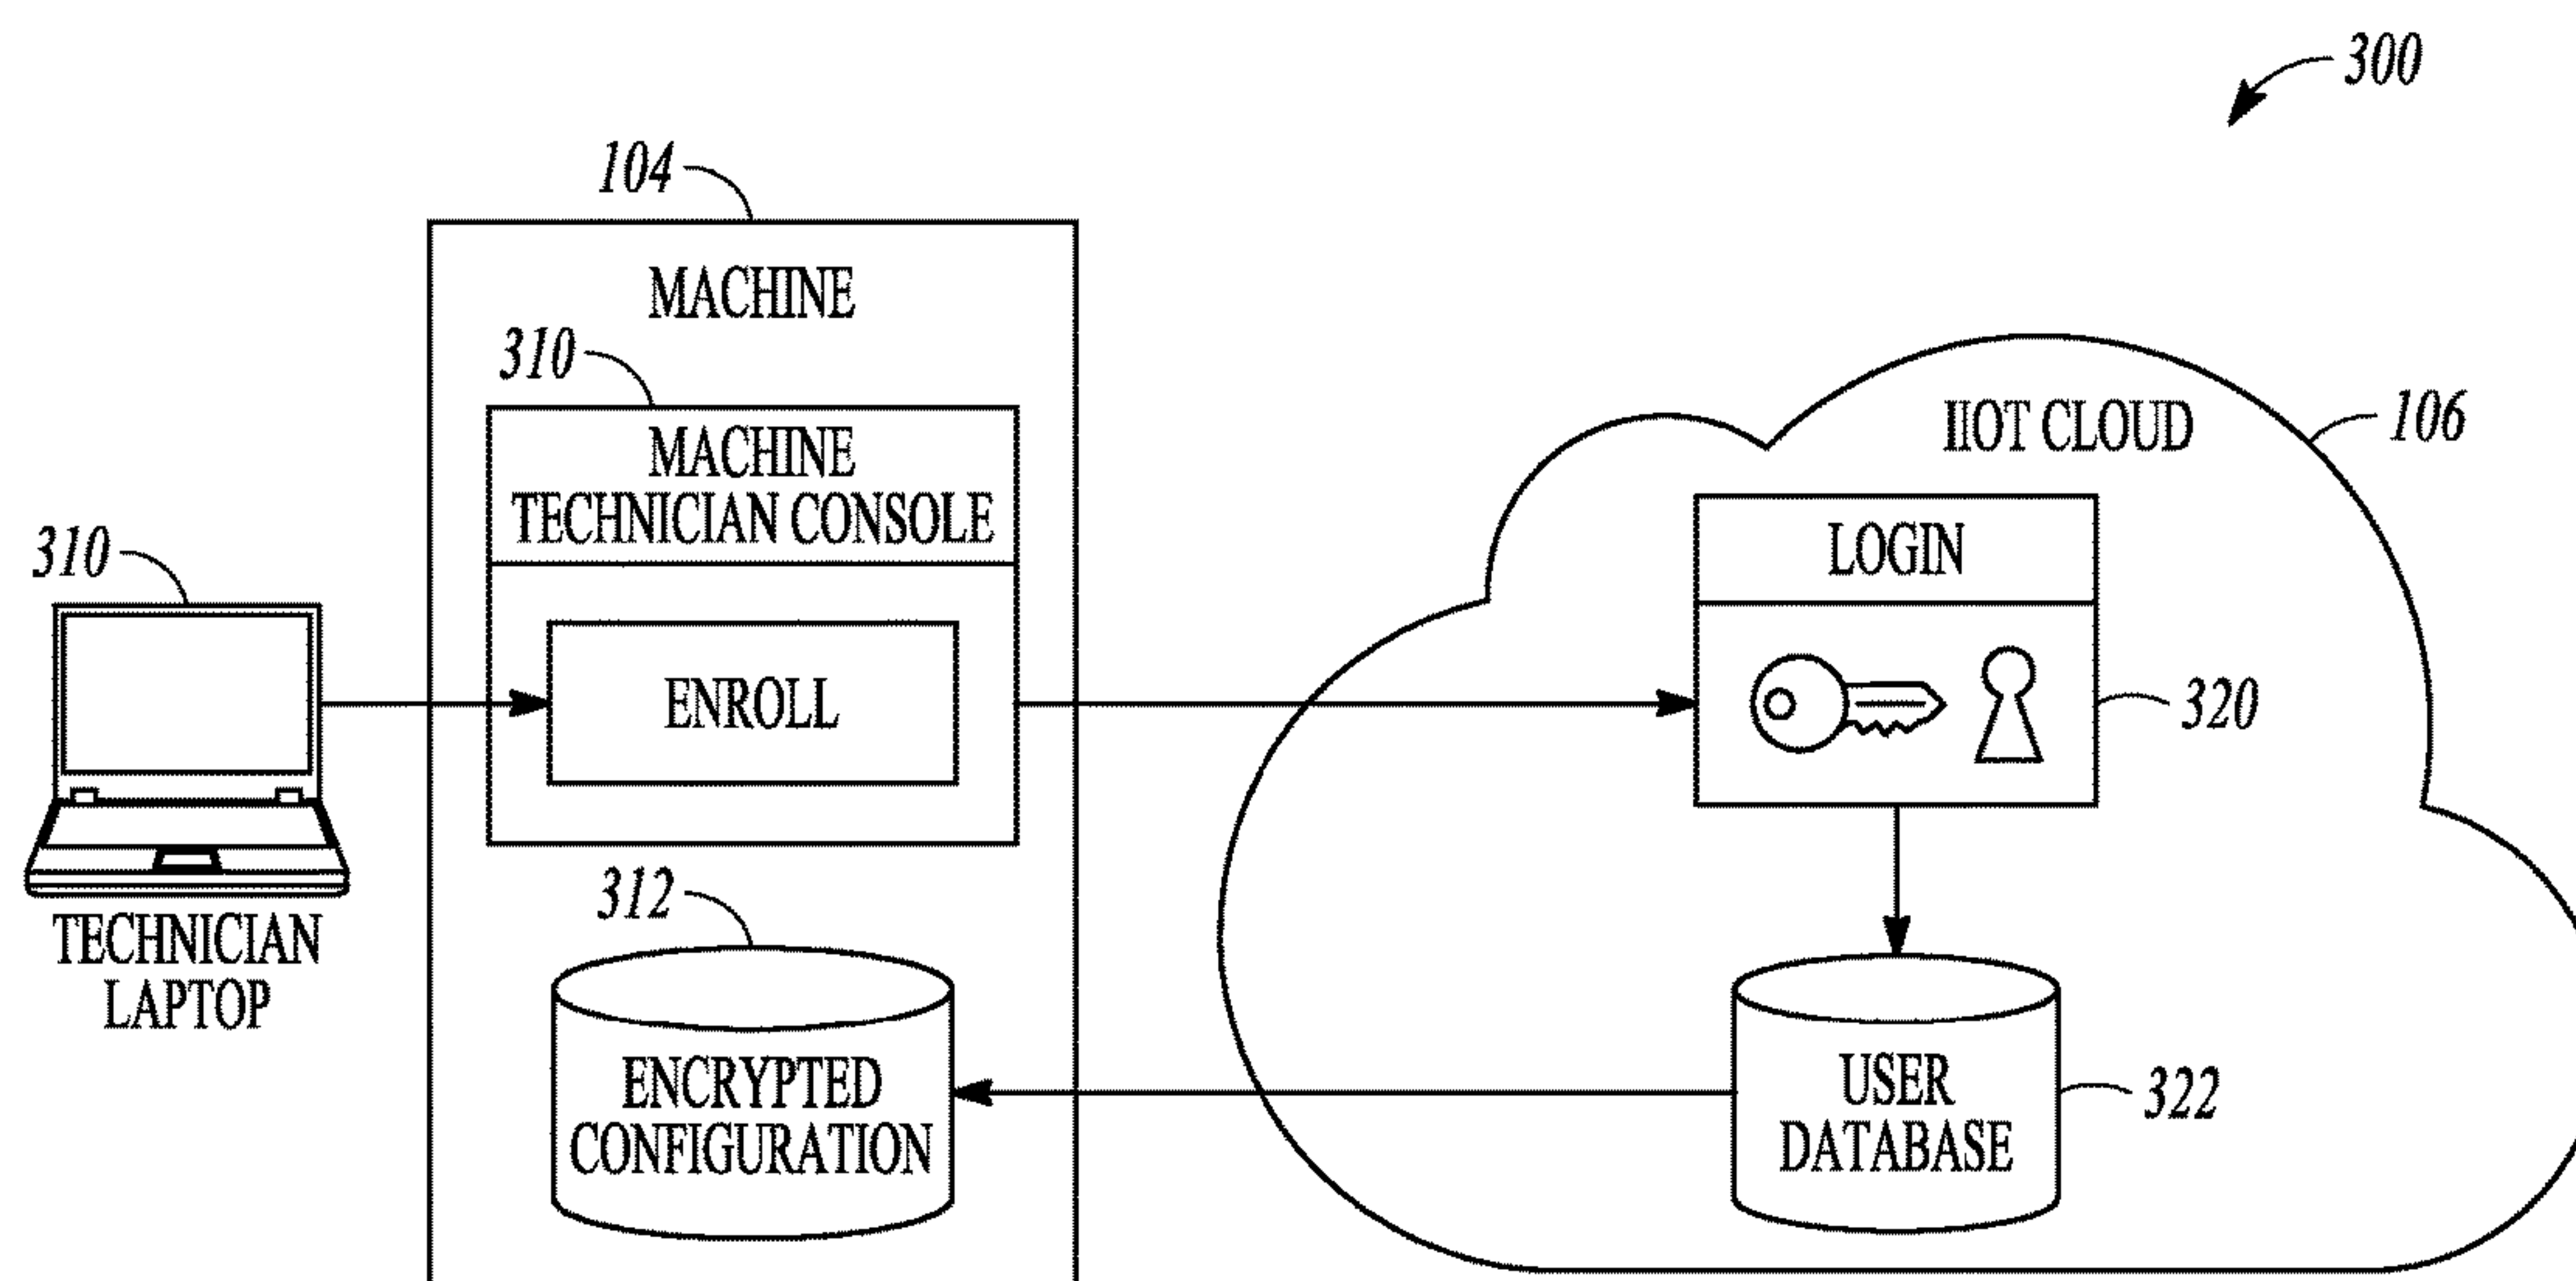 300
104
MACHINE
310
MACHINE
TECHNICIAN CONSOLE
ENROLL
310
TECHNICIAN
LAPTOP
312
ENCRYPTED
CONFIGURATION
IIOT CLOUD
106
LOGIN
320
USER
DATABASE
322